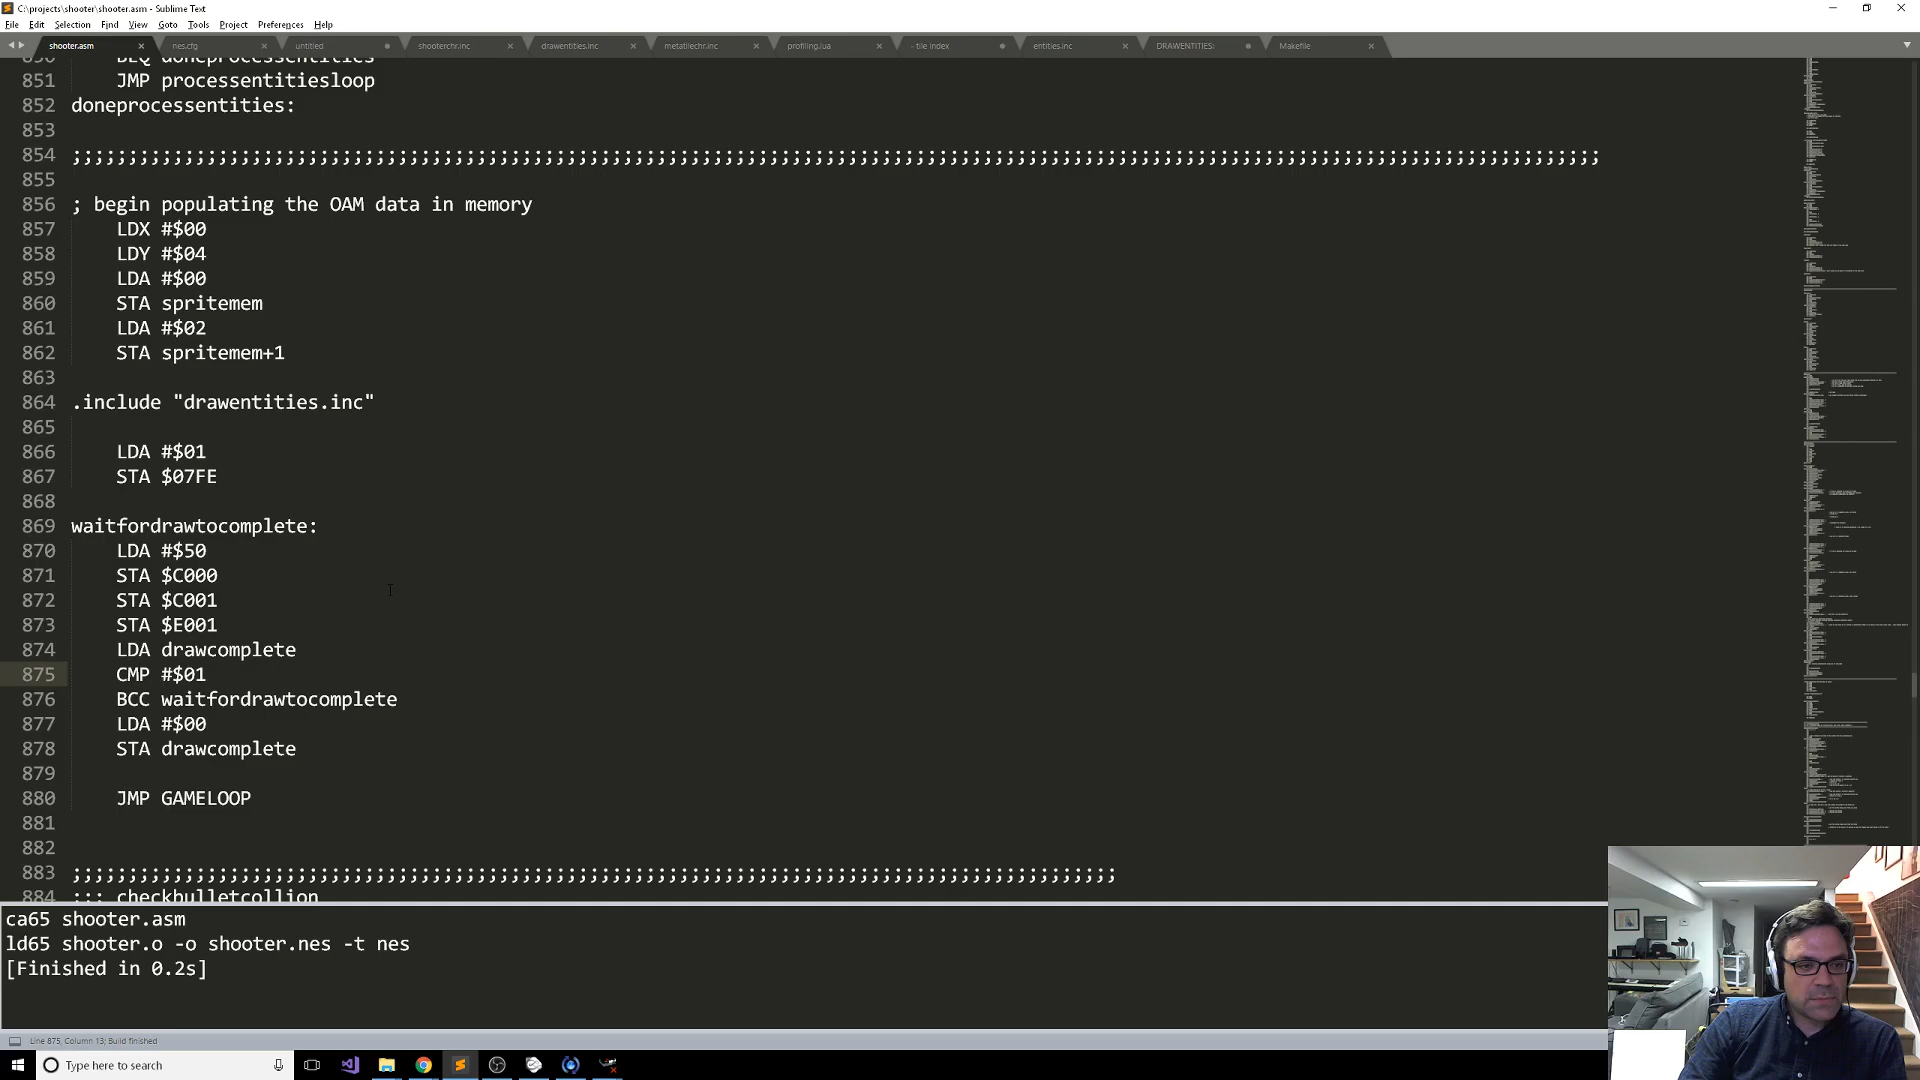 C:\projects\shooter\shooter.asm - Sublime Text
File Edit Selection Find View Goto Tools Project Preferences Help
shooter.asm nes.cfg untitled shooterchr.inc drawentities.inc metatilechr.inc profiling.lua - tile index entities.inc DRAWENTITIES: Makefile
850 BEQ doneprocessentities
851 JMP processentitiesloop
852 doneprocessentities:
853
854 ;;;;;;;;;;;;;;;;;;;;;;;;;;;;;;;;;;;;;;;;;;;;;;;;;;;;;;;;;;;;;;;;;;;;;;;;;;;;;;;;;;;;;;;;;;;;;;;;;;;;;;;;;;;;;;;;;;;;;;;;;;;;;;;;;;;;;;;;
855
856 ; begin populating the OAM data in memory
857 LDX #$00
858 LDY #$04
859 LDA #$00
860 STA spritemem
861 LDA #$02
862 STA spritemem+1
863
864 .include "drawentities.inc"
865
866 LDA #$01
867 STA $07FE
868
869 waitfordrawtocomplete:
870 LDA #$50
871 STA $C000
872 STA $C001
873 STA $E001
874 LDA drawcomplete
875 CMP #$01
876 BCC waitfordrawtocomplete
877 LDA #$00
878 STA drawcomplete
879
880 JMP GAMELOOP
881
882
883 ;;;;;;;;;;;;;;;;;;;;;;;;;;;;;;;;;;;;;;;;;;;;;;;;;;;;;;;;;;;;;;;;;;;;;;;;;;;;;;;;;;;;;;;;;;;;;
884 ;;; checkbulletcollion
ca65 shooter.asm
ld65 shooter.o -o shooter.nes -t nes
[Finished in 0.2s]
Line 875, Column 13; Build finished
Type here to search